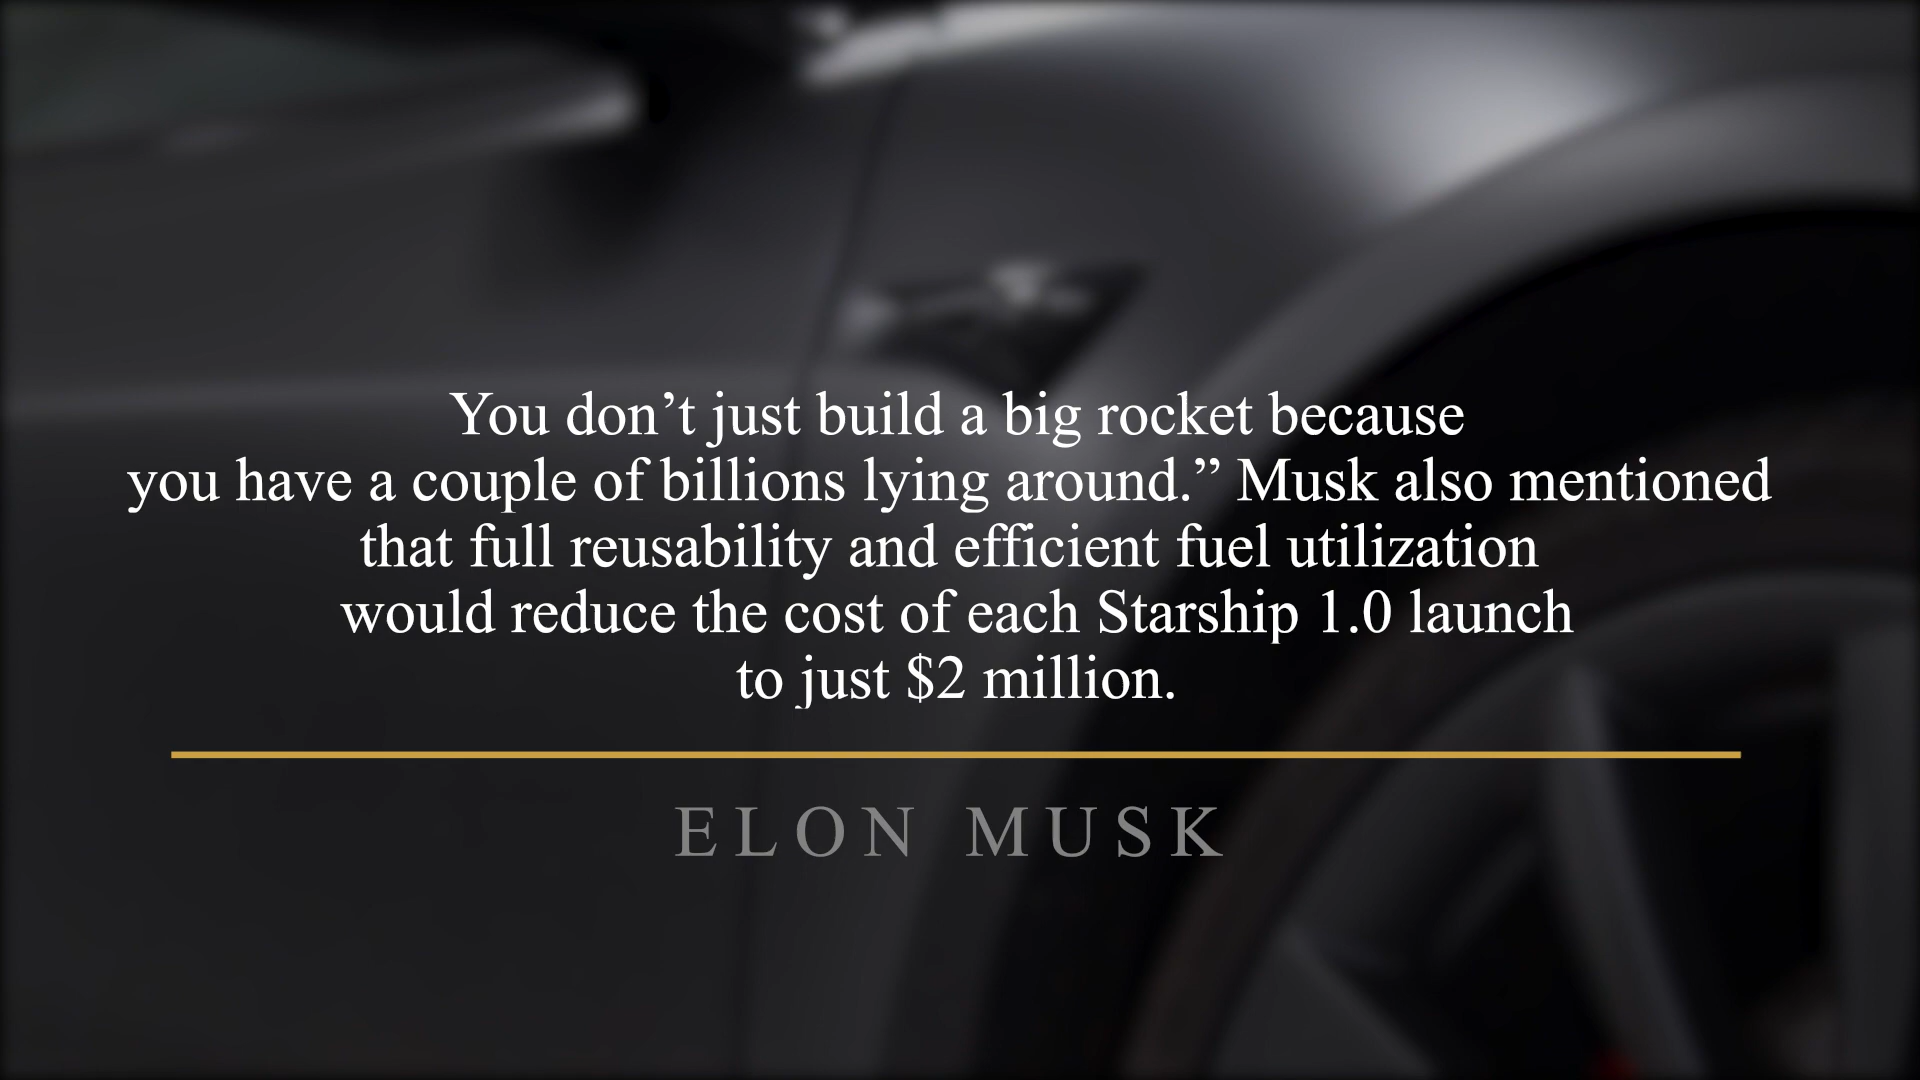 You don’t just build a big rocket because
you have a couple of billions lying around.” Musk also mentioned
that full reusability and efficient fuel utilization
would reduce the cost of each Starship 1.0 launch
to just $2 million.
ELON MUSK